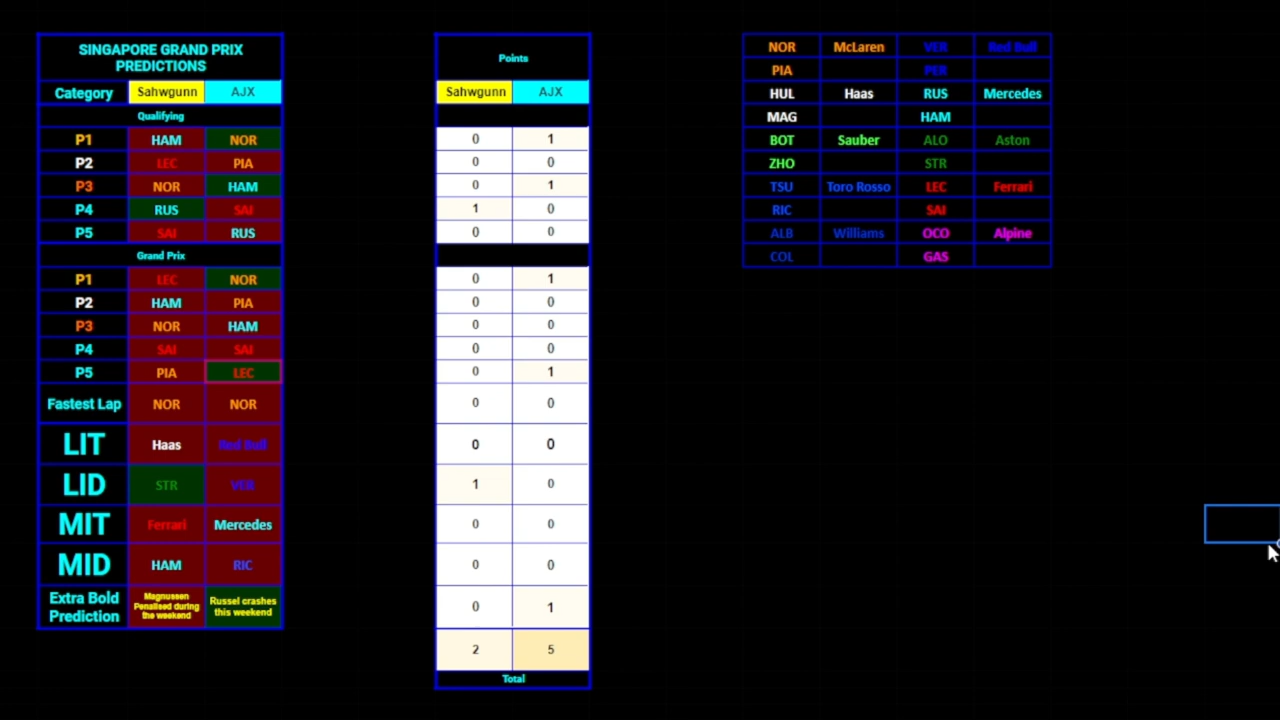 SINGAPORE GRAND PRIX
PREDICTIONS
Category Sahwgunn AJX
Qualifying
P1 HAM NOR
P2 LEC PIA
P3 NOR HAM
P4 RUS SAI
P5 SAI RUS
Grand Prix
P1 LEC NOR
P2 HAM PIA
P3 NOR HAM
P4 SAI SAI
P5 PIA LEC
Fastest Lap NOR NOR
LIT Haas Red Bull
LID STR VER
MIT Ferrari Mercedes
MID HAM RIC
Extra Bold
Prediction
Magnussen
Penalised during
the weekend
Russel crashes
this weekend
Points
Sahwgunn AJX
0 1
0 0
0 1
1 0
0 0
0 1
0 0
0 0
0 0
0 1
0 0
0 0
1 0
0 0
0 0
0 1
2 5
Total
NOR McLaren VER Red Bull
PIA PER
HUL Haas RUS Mercedes
MAG HAM
BOT Sauber ALO Aston
ZHO STR
TSU Toro Rosso LEC Ferrari
RIC SAI
ALB Williams OCO Alpine
COL GAS